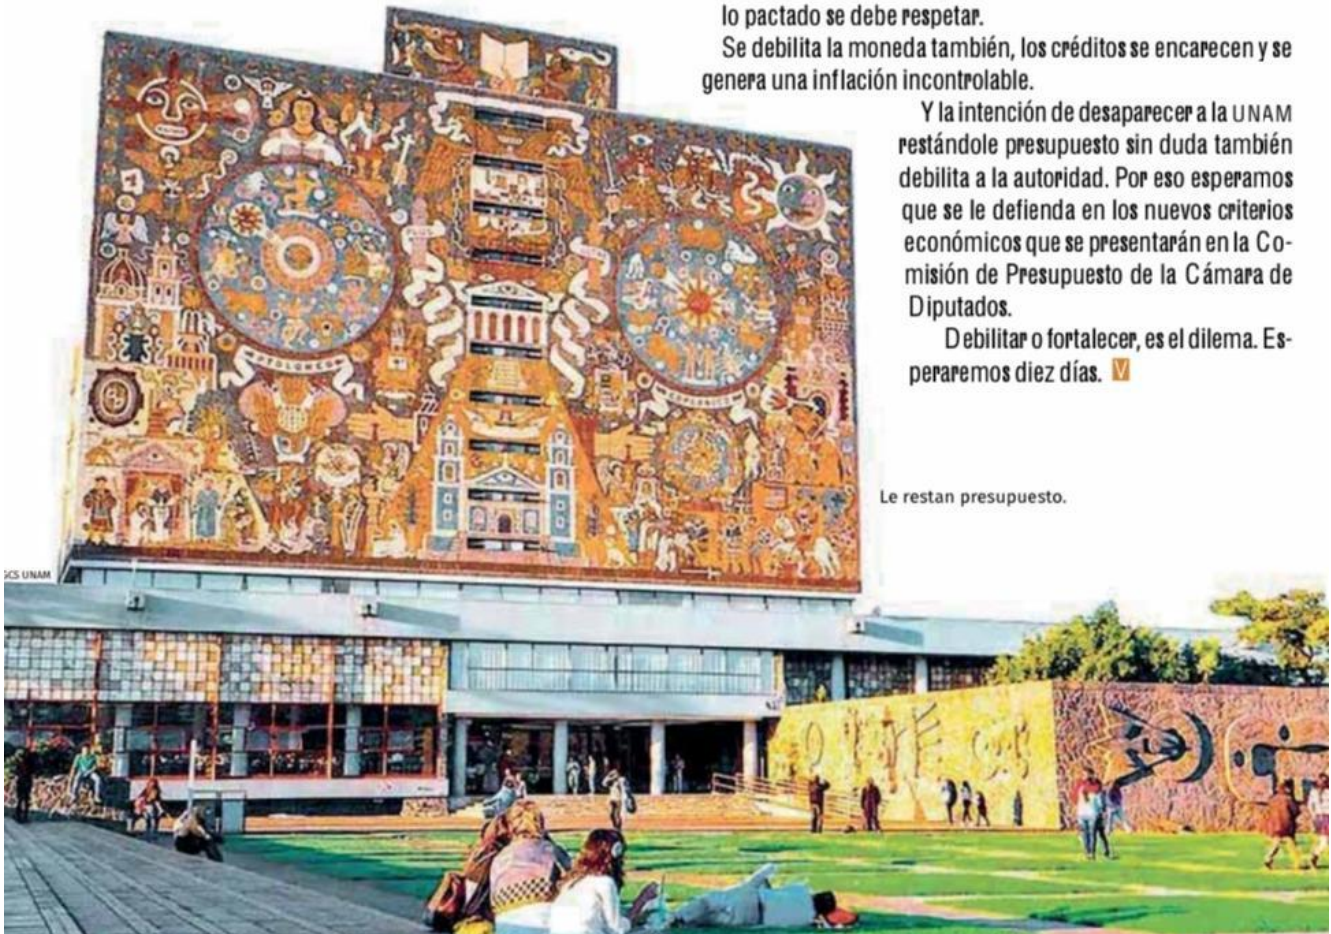 lo pactado se debe respetar.
Se debilita la moneda también, los créditos se encarecen y se
genera una inflación incontrolable.
Y la intención de desaparecer a la UNAM
restándole presupuesto sin duda también
debilita a la autoridad. Por eso esperamos
que se le defienda en los nuevos criterios
económicos que se presentarán en la Co-
misión de Presupuesto de la Cámara de
Diputados.
Debilitar o fortalecer, es el dilema. Es-
peraremos diez días. V
PLUS
PTOLOMEO
COPERNICO
Le restan presupuesto.
GCS UNAM